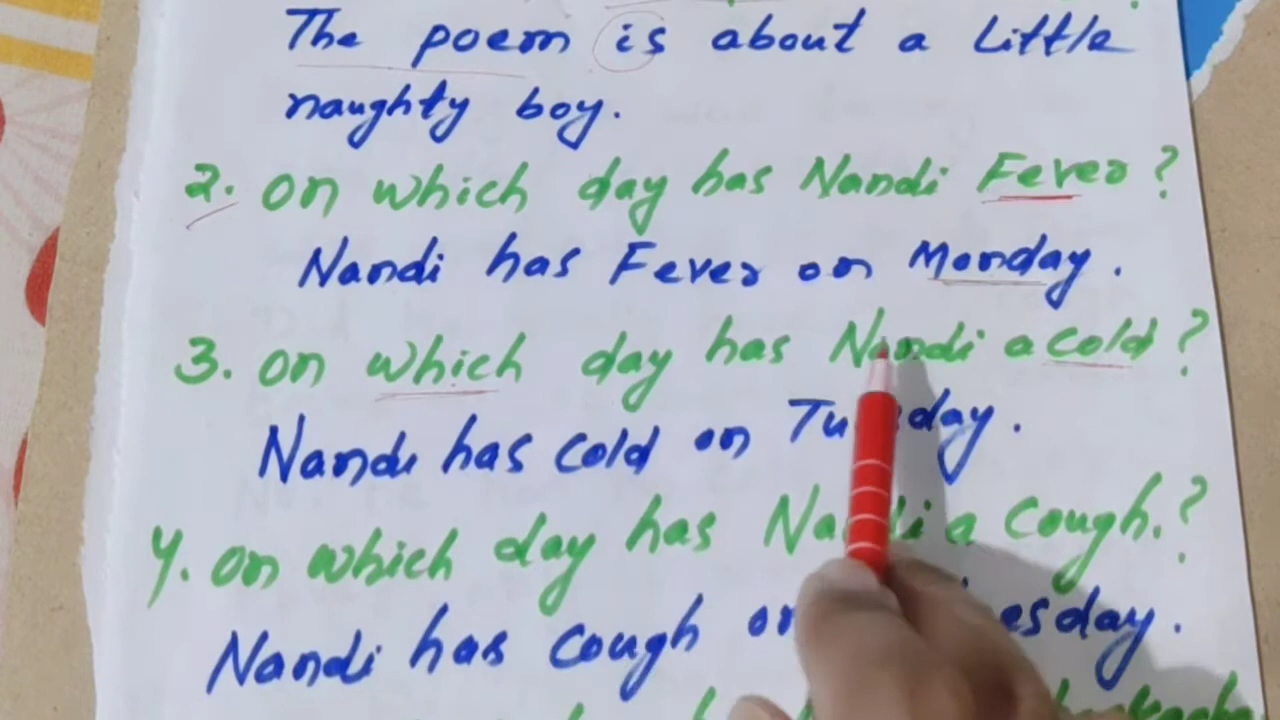 The poem is about a little
naughty boy.
2. On which day has Nandi Fever?
Nandi has Fever on Monday.
3. On which day has Nandi a cold?
Nandi has cold on Tuesday.
4. On which day has Nandi a cough.?
Nandi has cough on